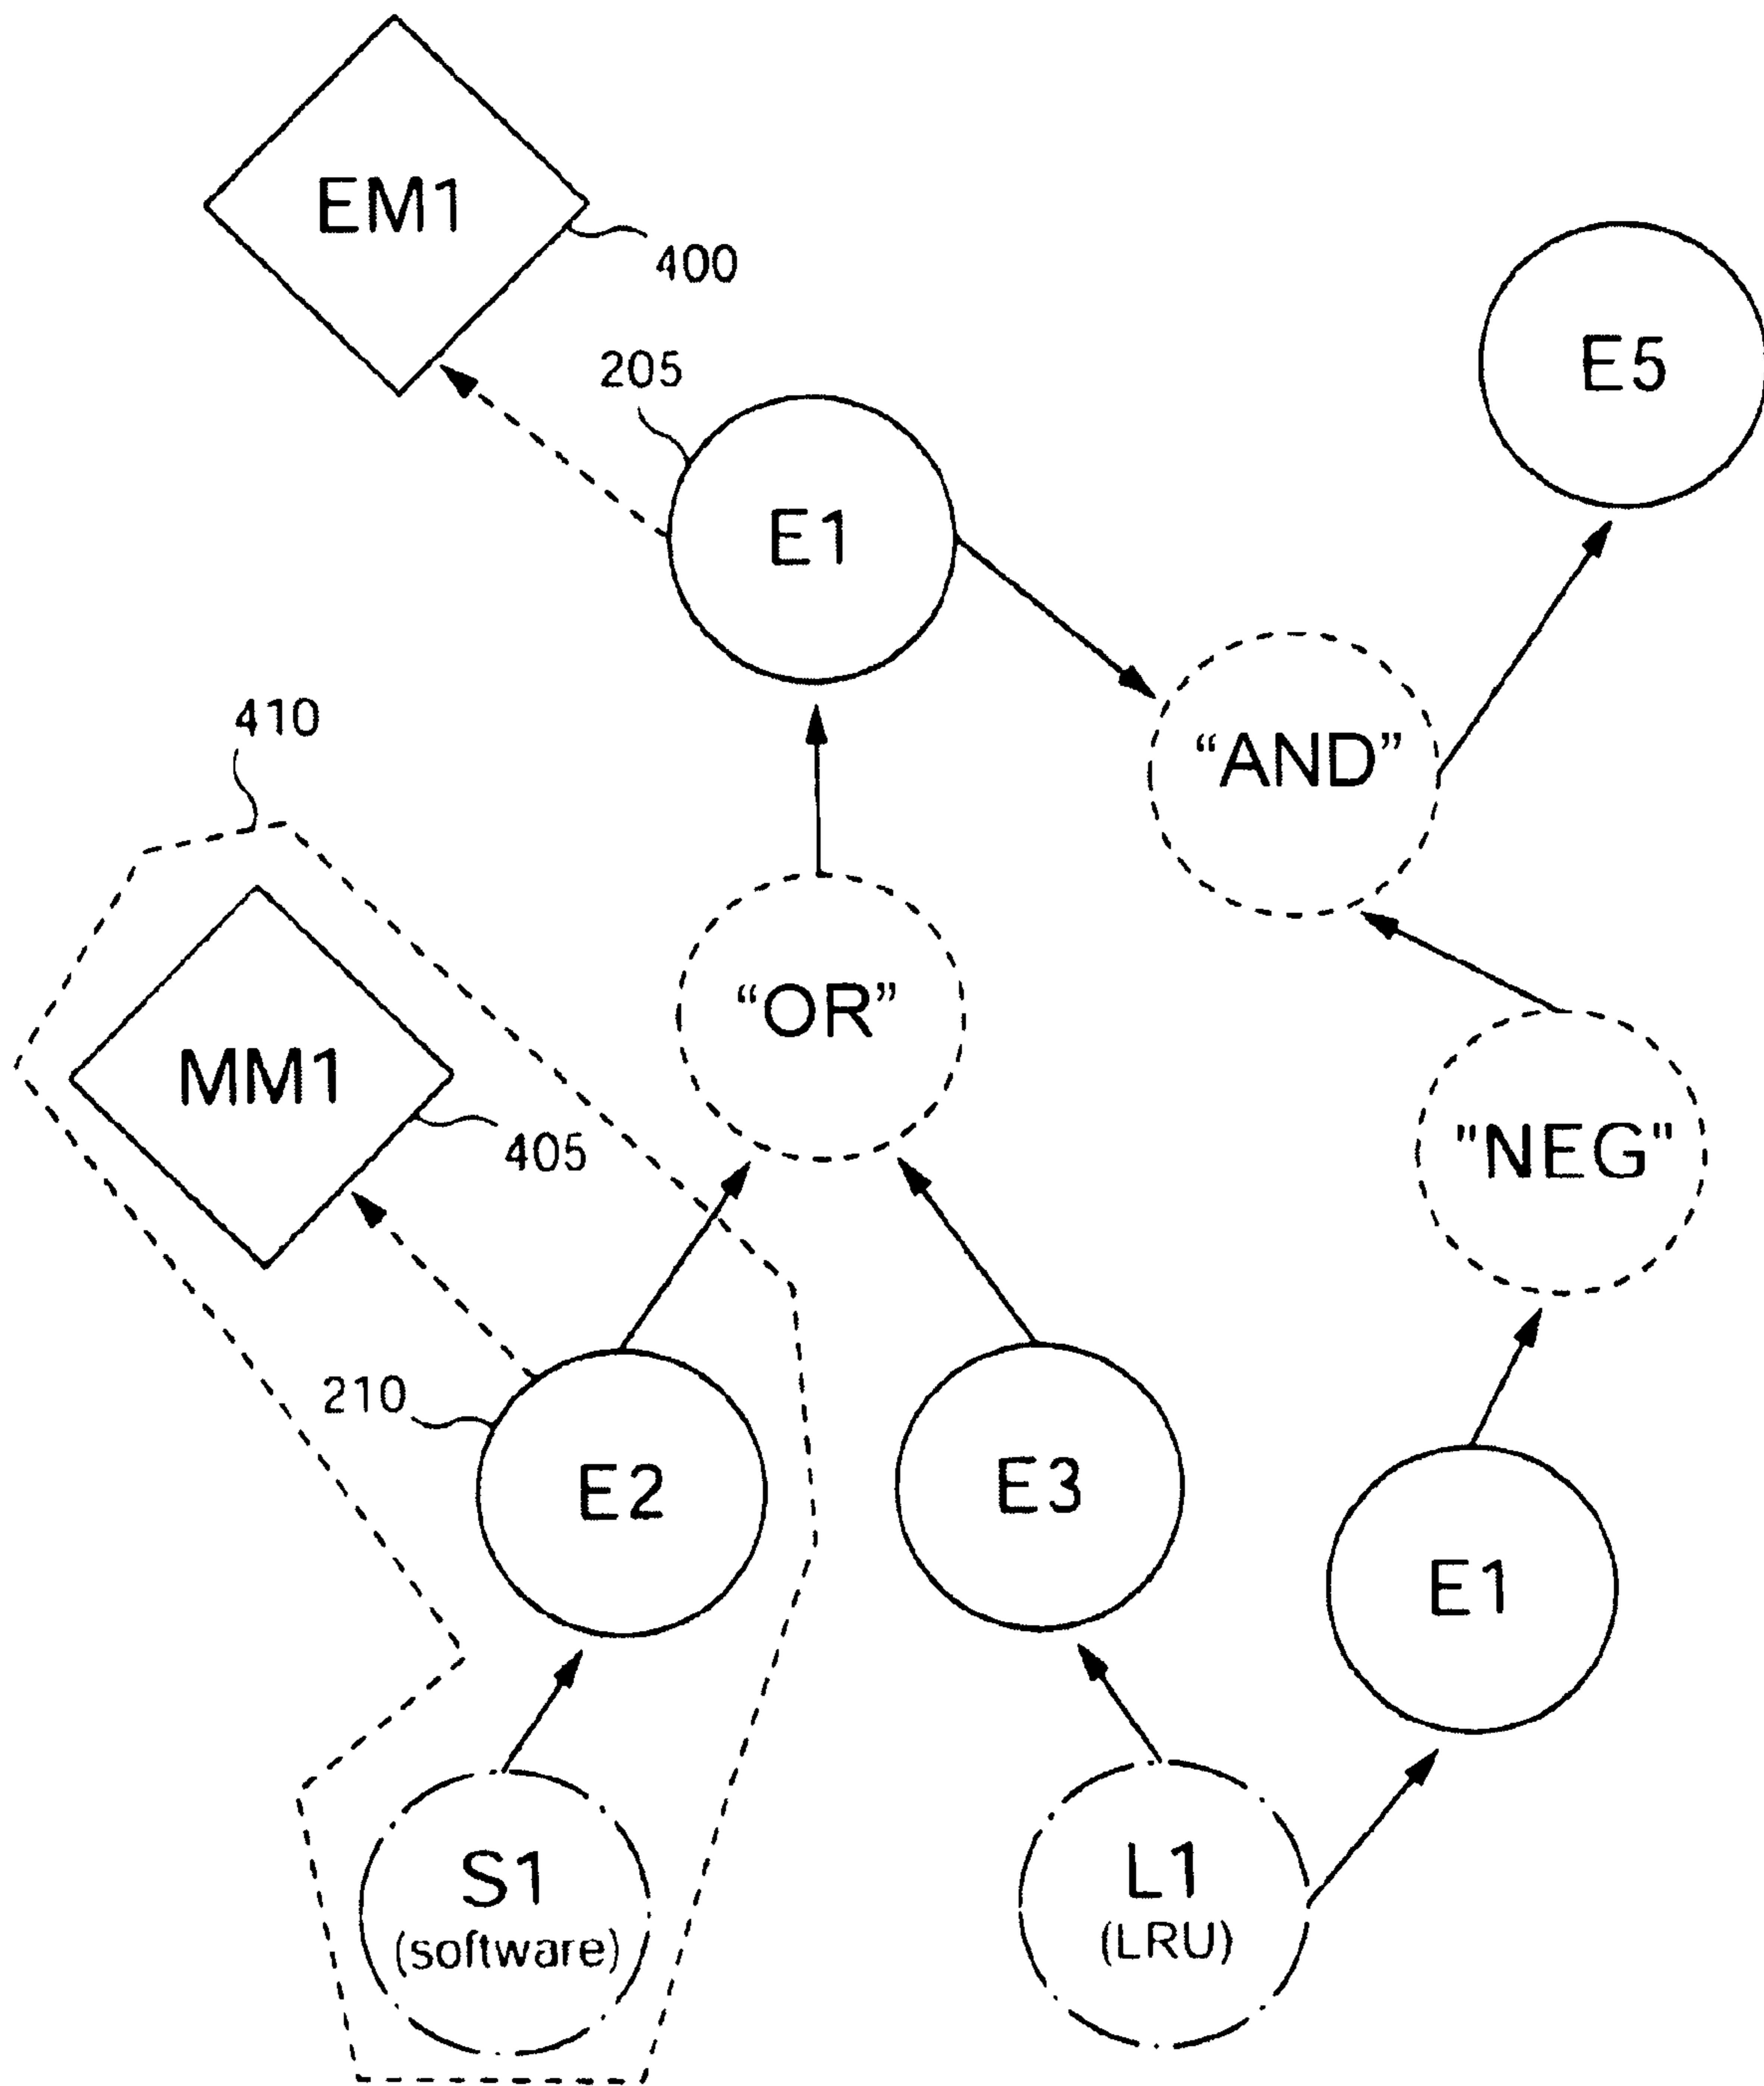 EM1
400
205
E5
E1
410
“AND”
“OR”
MM1
405
"NEG"
210
E2
E3
E1
S1
(software)
L1
(LRU)